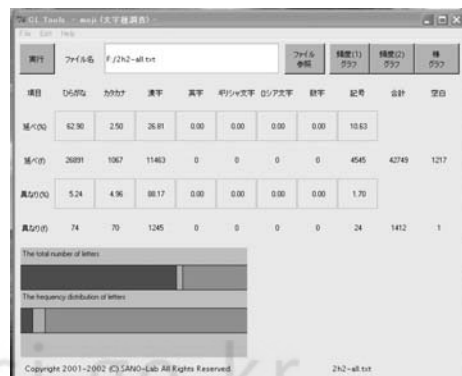 GL Tools - moji (文字種調査) -
File Edit Help
実行 ファイル名 F:/2h2-all.txt ファイル参照 頻度(1)グラフ 頻度(2)グラフ 棒グラフ
項目 ひらがな カタカナ 漢字 英字 ギリシャ文字 ロシア文字 数字 記号 合計 空白
延べ(%) 62.90 2.50 26.81 0.00 0.00 0.00 0.00 10.63
延べ(f) 26891 1067 11463 0 0 0 0 4545 42749 1217
異なり(%) 5.24 4.96 88.17 0.00 0.00 0.00 0.00 1.70
異なり(f) 74 70 1245 0 0 0 0 24 1412 1
The total number of letters
The frequency distribution of letters
Copyright 2001-2002 (C) SANO-Lab All Rights Reserved. 2h2-all.txt